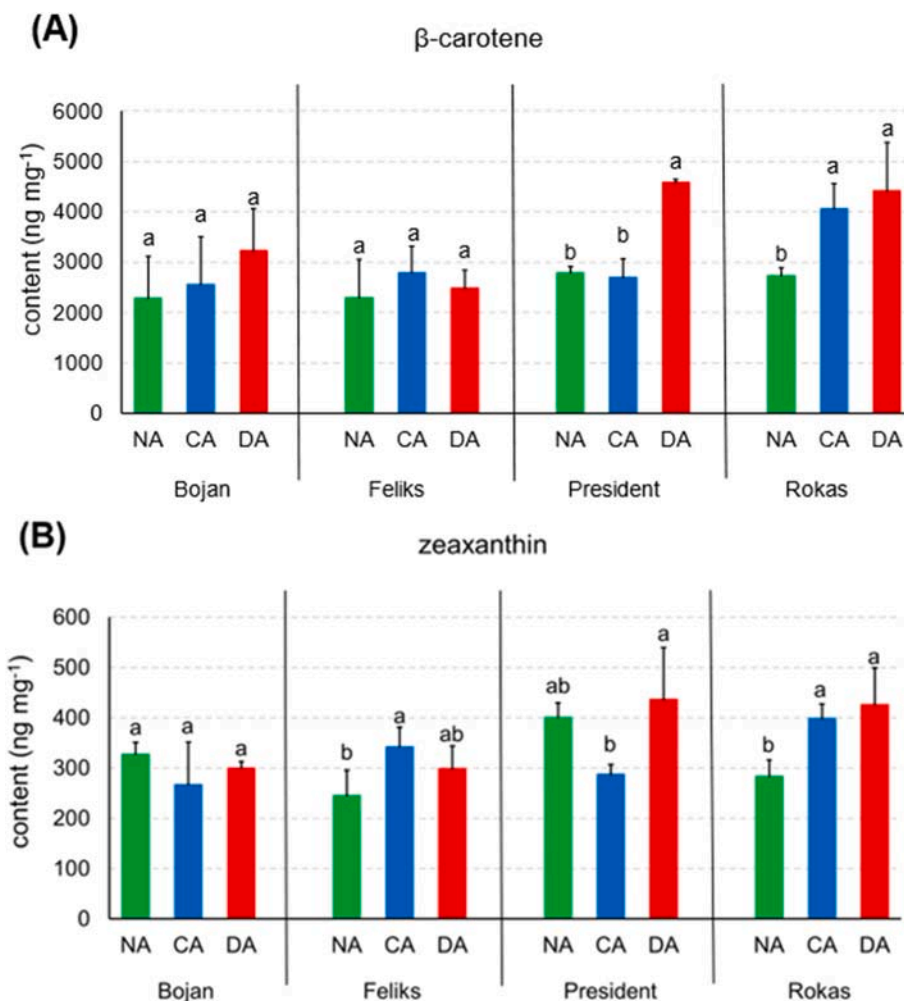 (A)
β-carotene
content (ng mg⁻¹)
6000
5000
4000
3000
2000
1000
0
a a a a a a b b a b a a
NA CA DA NA CA DA NA CA DA NA CA DA
Bojan Feliks President Rokas
(B)
zeaxanthin
content (ng mg⁻¹)
600
500
400
300
200
100
0
a a a b a ab ab b a b a a
NA CA DA NA CA DA NA CA DA NA CA DA
Bojan Feliks President Rokas